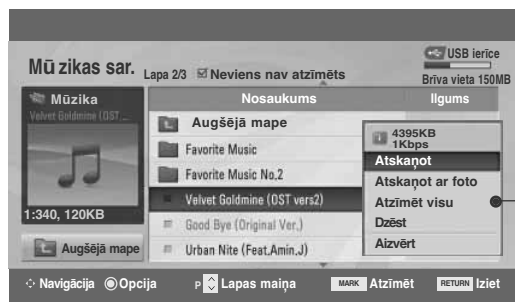 USB ierīce
Mūzikas sar. Lapa 2/3 Neviens nav atzīmēts
Brīva vieta 150MB
Mūzika
Nosaukums
Ilgums
Velvet Goldmine (OST ...
Augšējā mape
Favorite Music
Favorite Music No.2
Velvet Goldmine (OST vers2)
Good Bye (Original Ver.)
Urban Nite (Feat.Amin.J)
4395KB
1Kbps
Atskaņot
Atskaņot ar foto
Atzīmēt visu
Dzēst
Aizvērt
1:340, 120KB
Augšējā mape
Navigācija Opcija P Lapas maiņa MARK Atzīmēt RETURN Iziet